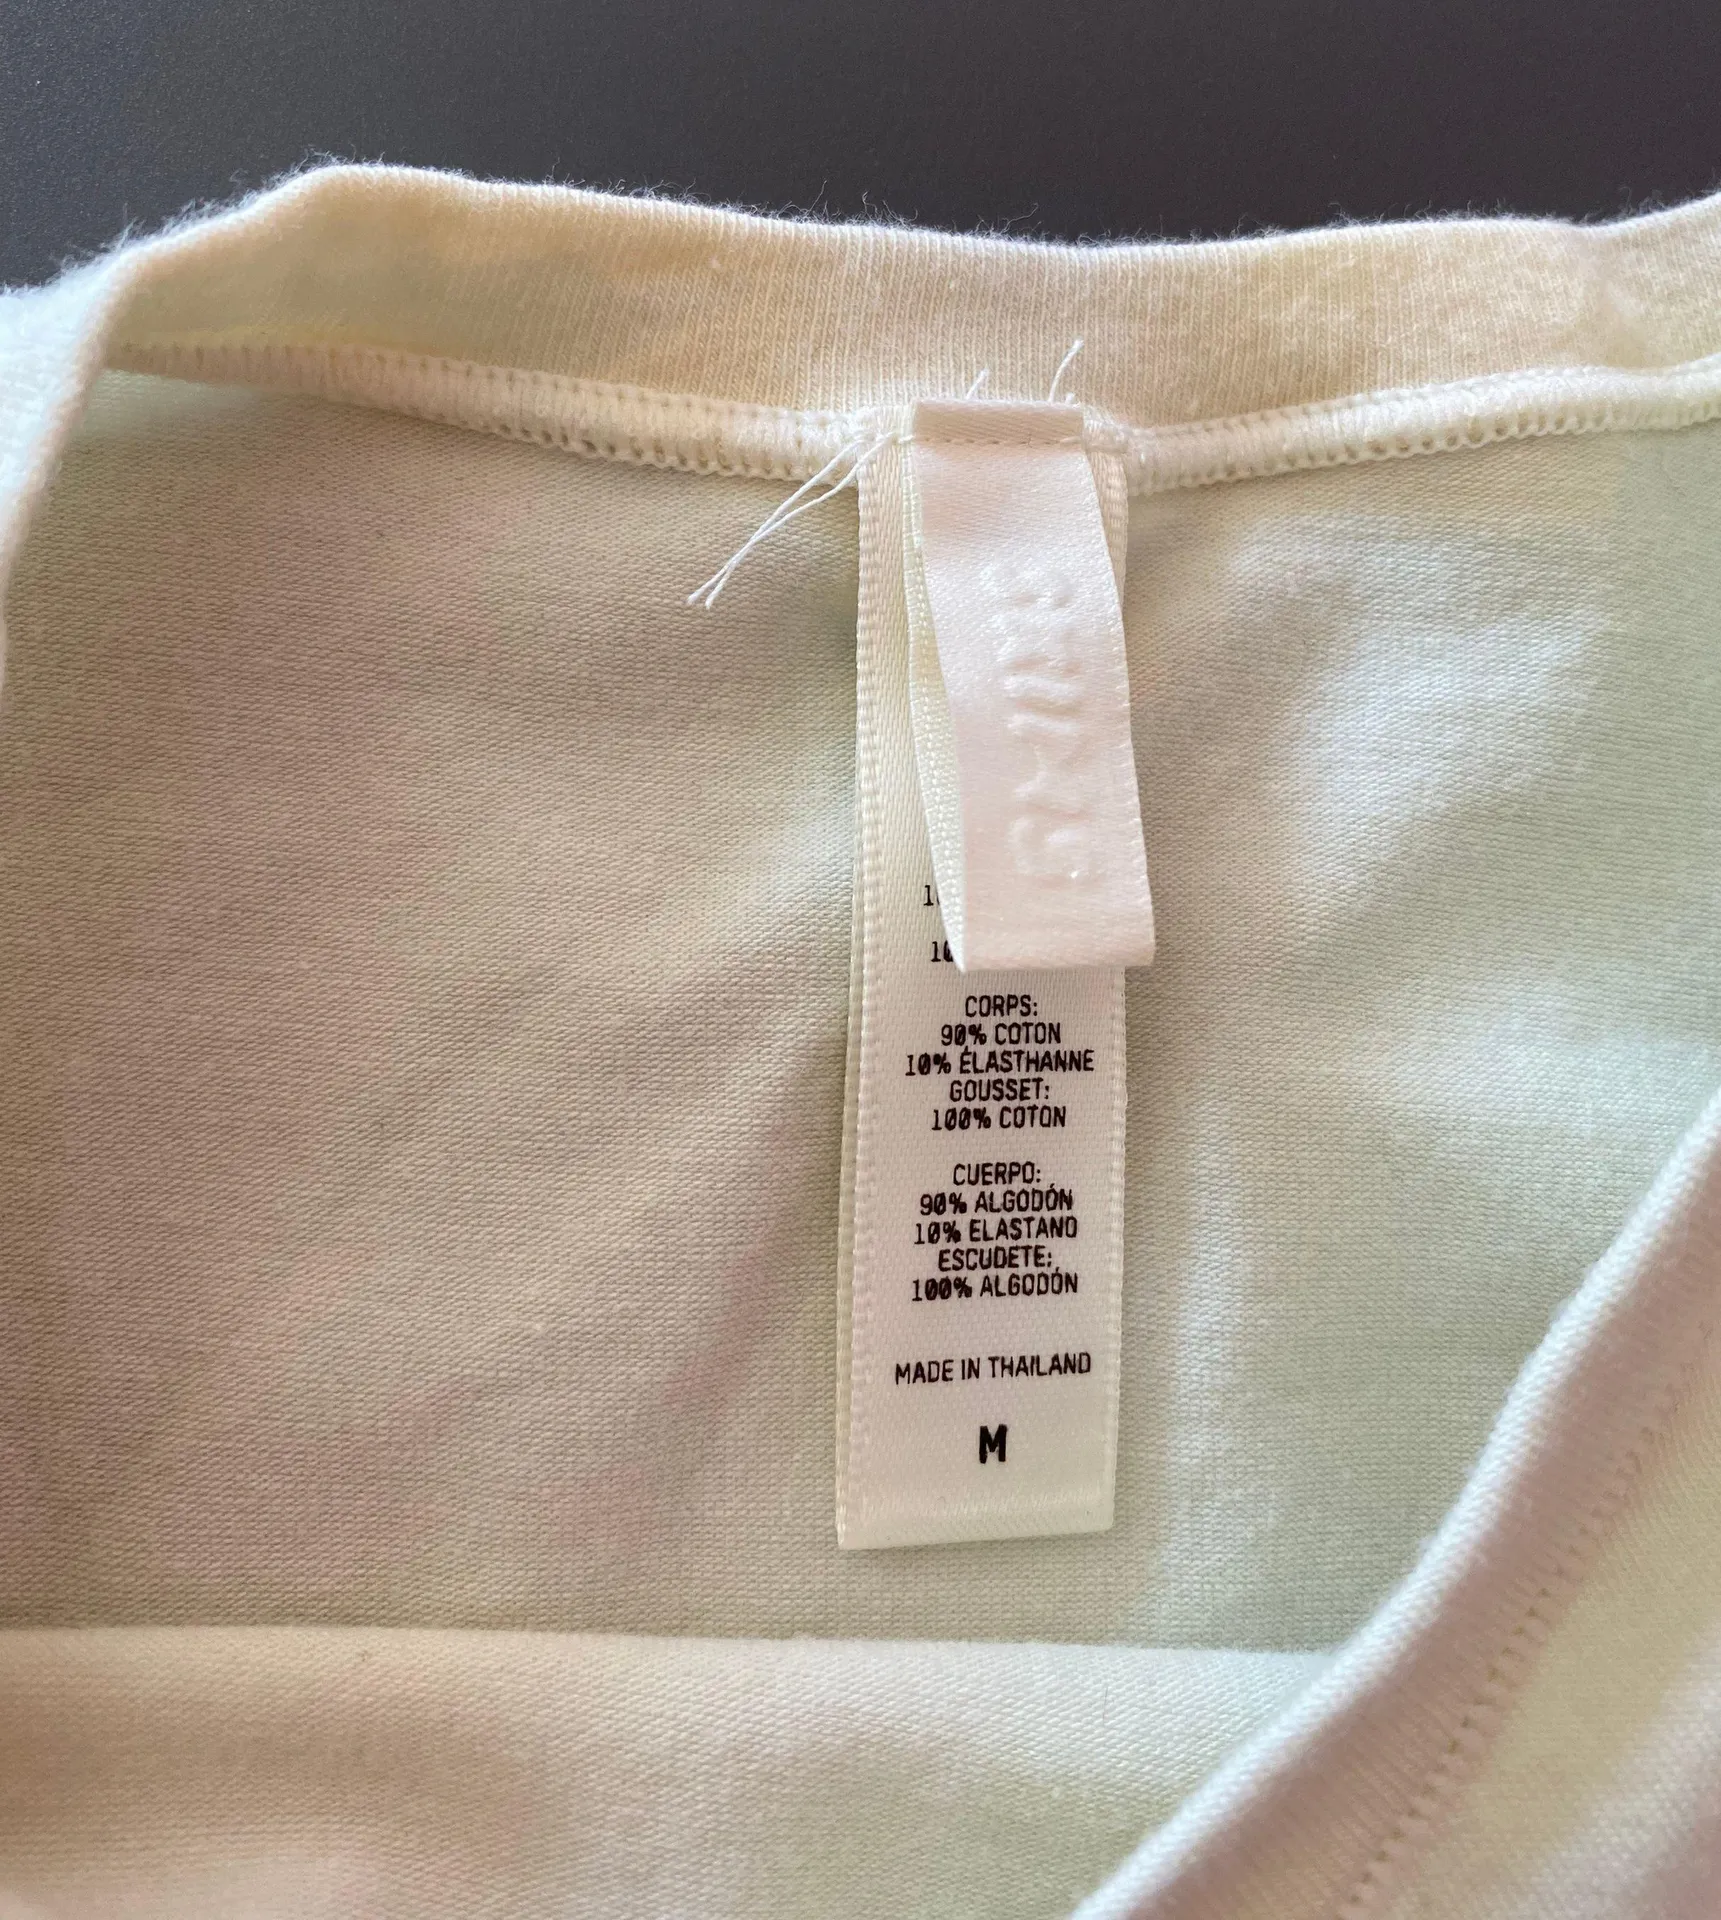 SKIMS
CORPS:
90% COTON
10% ÉLASTHANNE
GOUSSET:
100% COTON
CUERPO:
90% ALGODÓN
10% ELASTANO
ESCUDETE:
100% ALGODÓN
MADE IN THAILAND
M